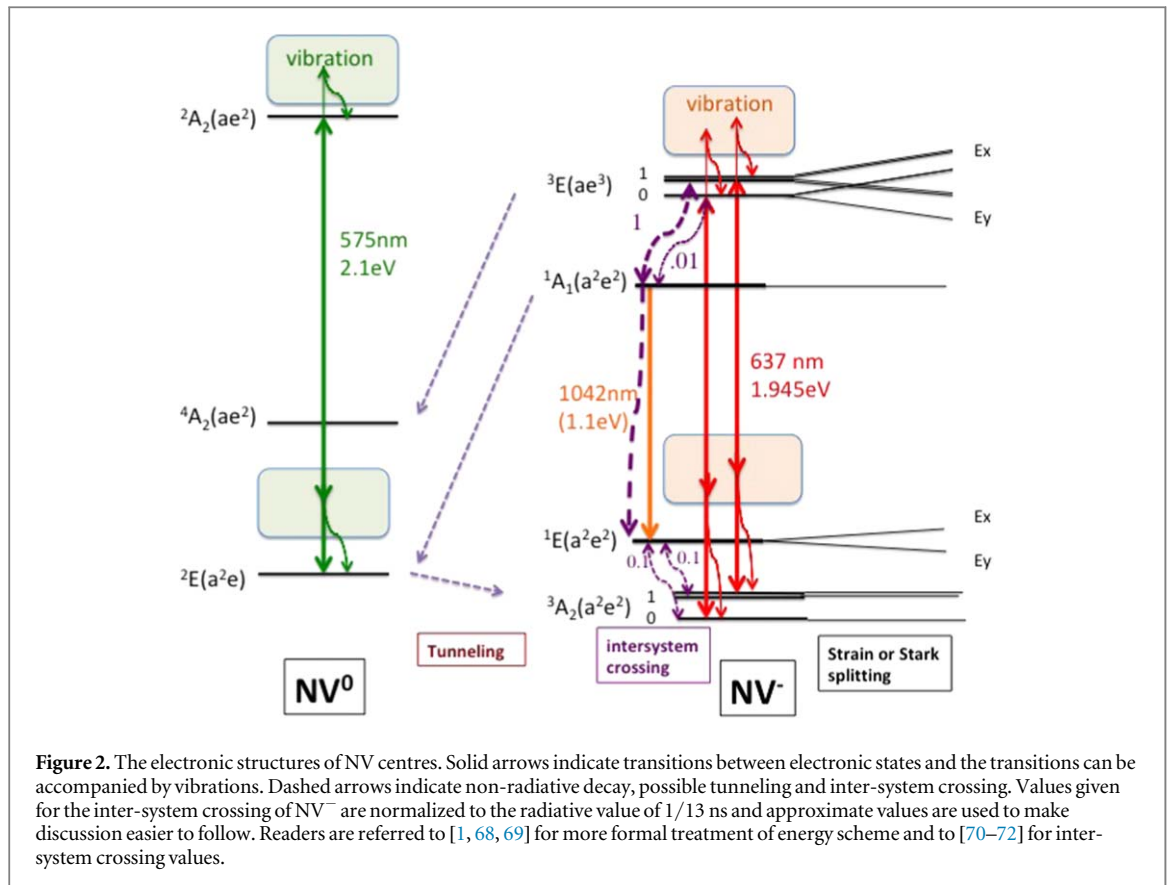 vibration
²A₂(ae²)
575nm
2.1eV
⁴A₂(ae²)
²E(a²e)
NV⁰
Tunneling
vibration
³E(ae³)
1
0
Ex
Ey
1
.01
¹A₁(a²e²)
637 nm
1.945eV
1042nm
(1.1eV)
¹E(a²e²)
Ex
Ey
0.1
0.1
³A₂(a²e²)
1
0
intersystem
crossing
NV⁻
Strain or Stark
splitting
Figure 2. The electronic structures of NV centres. Solid arrows indicate transitions between electronic states and the transitions can be
accompanied by vibrations. Dashed arrows indicate non-radiative decay, possible tunneling and inter-system crossing. Values given
for the inter-system crossing of NV⁻ are normalized to the radiative value of 1/13 ns and approximate values are used to make
discussion easier to follow. Readers are referred to [1, 68, 69] for more formal treatment of energy scheme and to [70–72] for inter-
system crossing values.